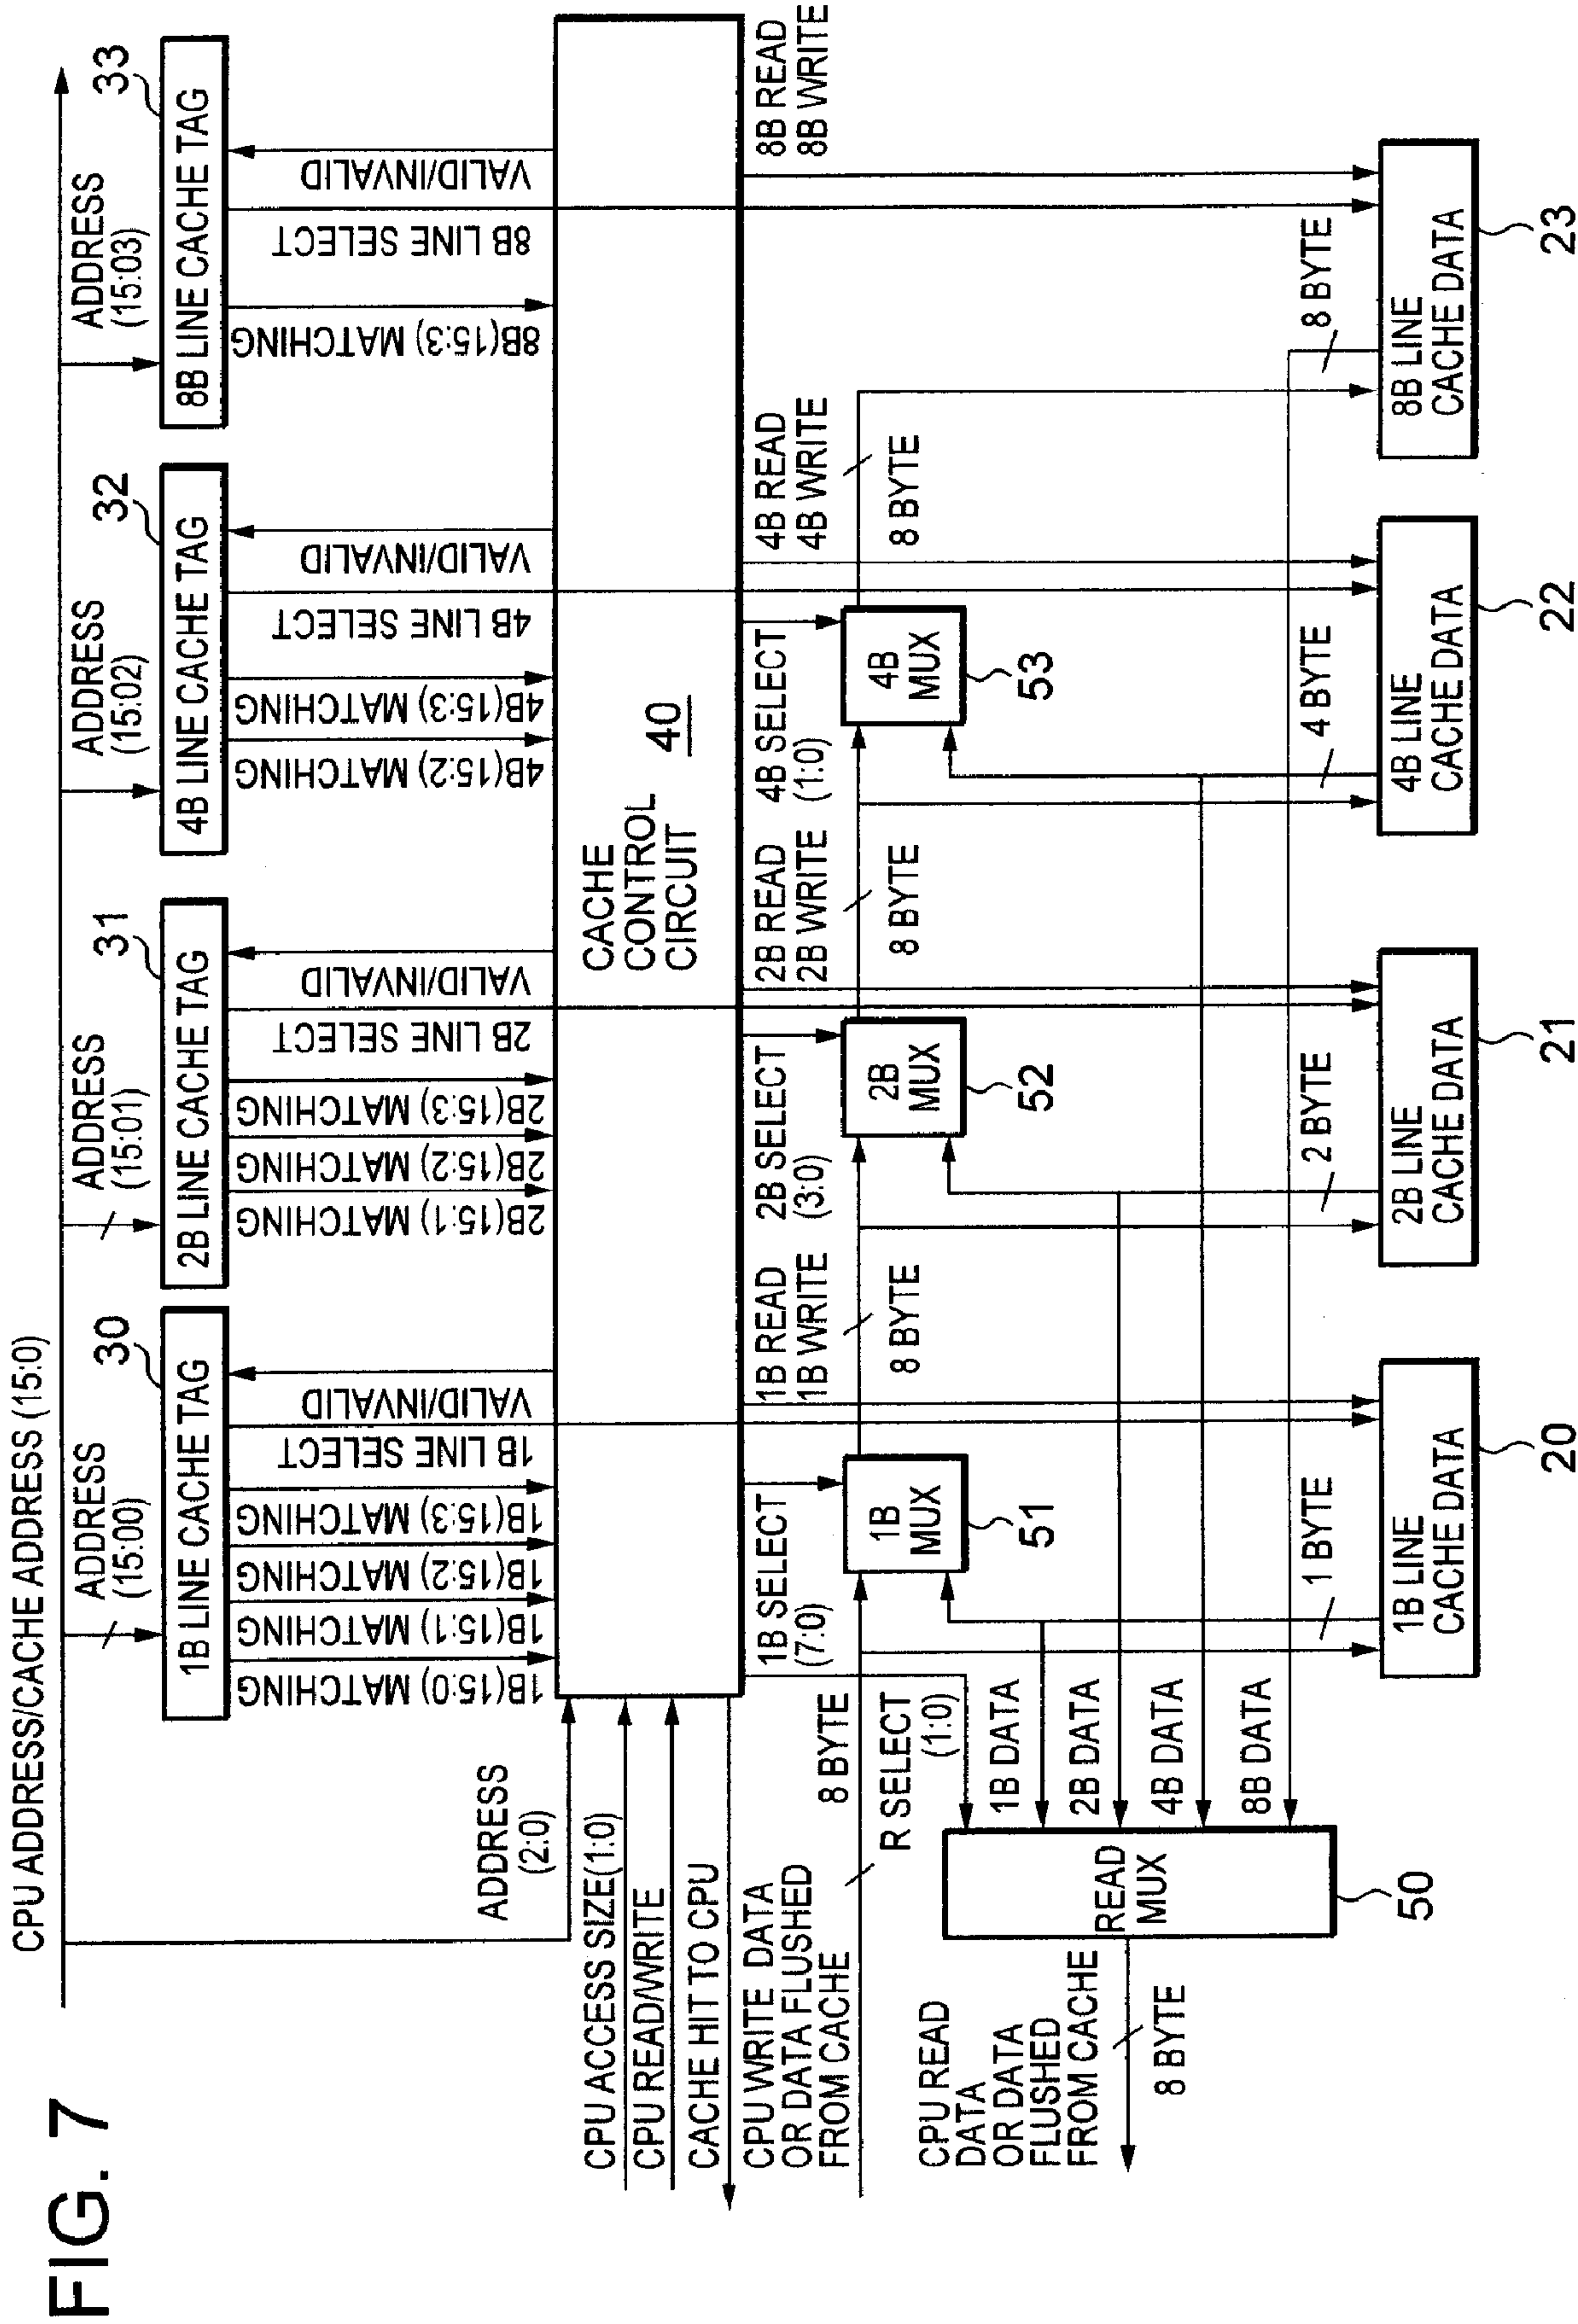 FIG. 7
CPU ADDRESS/CACHE ADDRESS (15:0)
ADDRESS
(15:00)
30
1B LINE CACHE TAG
ADDRESS
(15:01)
31
2B LINE CACHE TAG
ADDRESS
(15:02)
32
4B LINE CACHE TAG
ADDRESS
(15:03)
33
8B LINE CACHE TAG
1B(15:0) MATCHING
1B(15:1) MATCHING
1B(15:2) MATCHING
1B(15:3) MATCHING
1B LINE SELECT
VALID/INVALID
2B(15:1) MATCHING
2B(15:2) MATCHING
2B(15:3) MATCHING
2B LINE SELECT
VALID/INVALID
4B(15:2) MATCHING
4B(15:3) MATCHING
4B LINE SELECT
VALID/INVALID
8B(15:3) MATCHING
8B LINE SELECT
VALID/INVALID
ADDRESS
(2:0)
CPU ACCESS SIZE(1:0)
CPU READ/WRITE
CACHE HIT TO CPU
CACHE
CONTROL
CIRCUIT
40
CPU WRITE DATA
OR DATA FLUSHED
FROM CACHE
8 BYTE
R SELECT
(1:0)
1B SELECT
(7:0)
1B READ
1B WRITE
2B SELECT
(3:0)
2B READ
2B WRITE
4B SELECT
(1:0)
4B READ
4B WRITE
8B READ
8B WRITE
1B
MUX
51
8 BYTE
2B
MUX
52
8 BYTE
4B
MUX
53
8 BYTE
CPU READ
DATA
OR DATA
FLUSHED
FROM CACHE
8 BYTE
READ
MUX
50
1B DATA
2B DATA
4B DATA
8B DATA
1 BYTE
2 BYTE
4 BYTE
8 BYTE
1B LINE
CACHE DATA
20
2B LINE
CACHE DATA
21
4B LINE
CACHE DATA
22
8B LINE
CACHE DATA
23